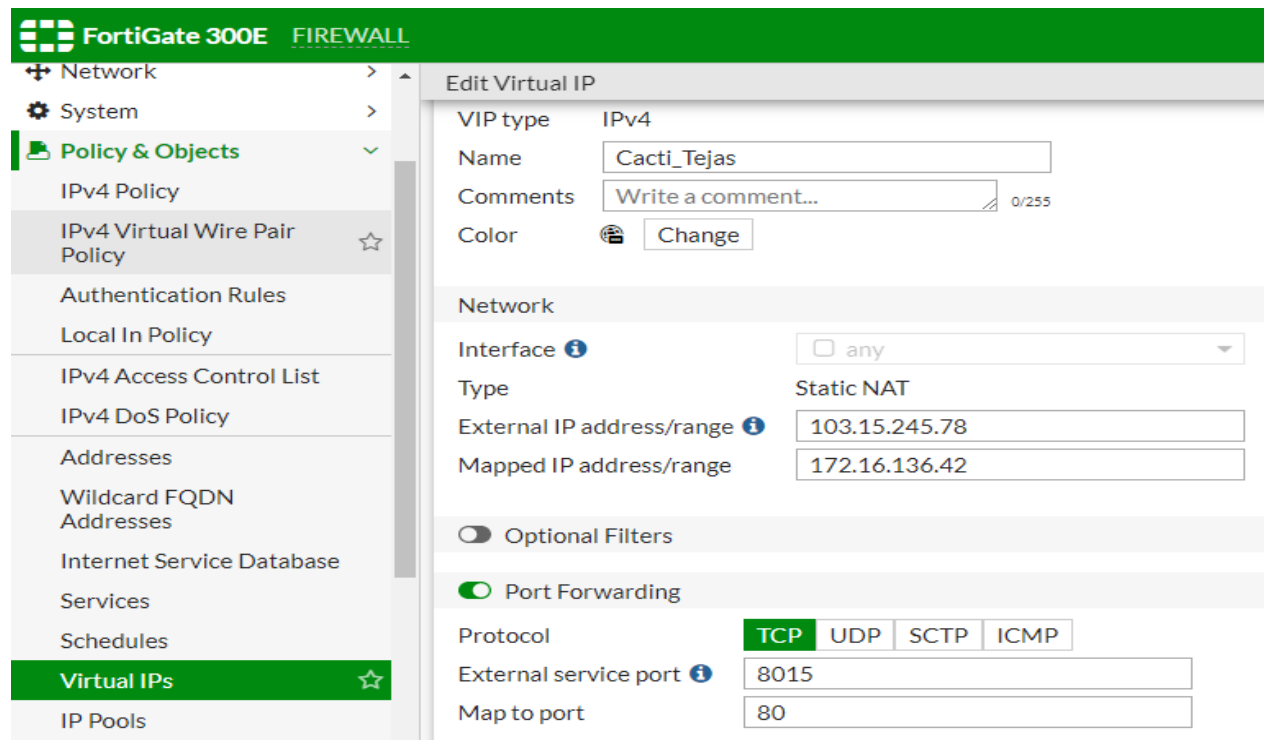 FortiGate 300E FIREWALL
Network
System
Policy & Objects
IPv4 Policy
IPv4 Virtual Wire Pair
Policy
Authentication Rules
Local In Policy
IPv4 Access Control List
IPv4 DoS Policy
Addresses
Wildcard FQDN
Addresses
Internet Service Database
Services
Schedules
Virtual IPs
IP Pools
Edit Virtual IP
VIP type IPv4
Name Cacti_Tejas
Comments Write a comment... 0/255
Color Change
Network
Interface any
Type Static NAT
External IP address/range 103.15.245.78
Mapped IP address/range 172.16.136.42
Optional Filters
Port Forwarding
Protocol TCP UDP SCTP ICMP
External service port 8015
Map to port 80